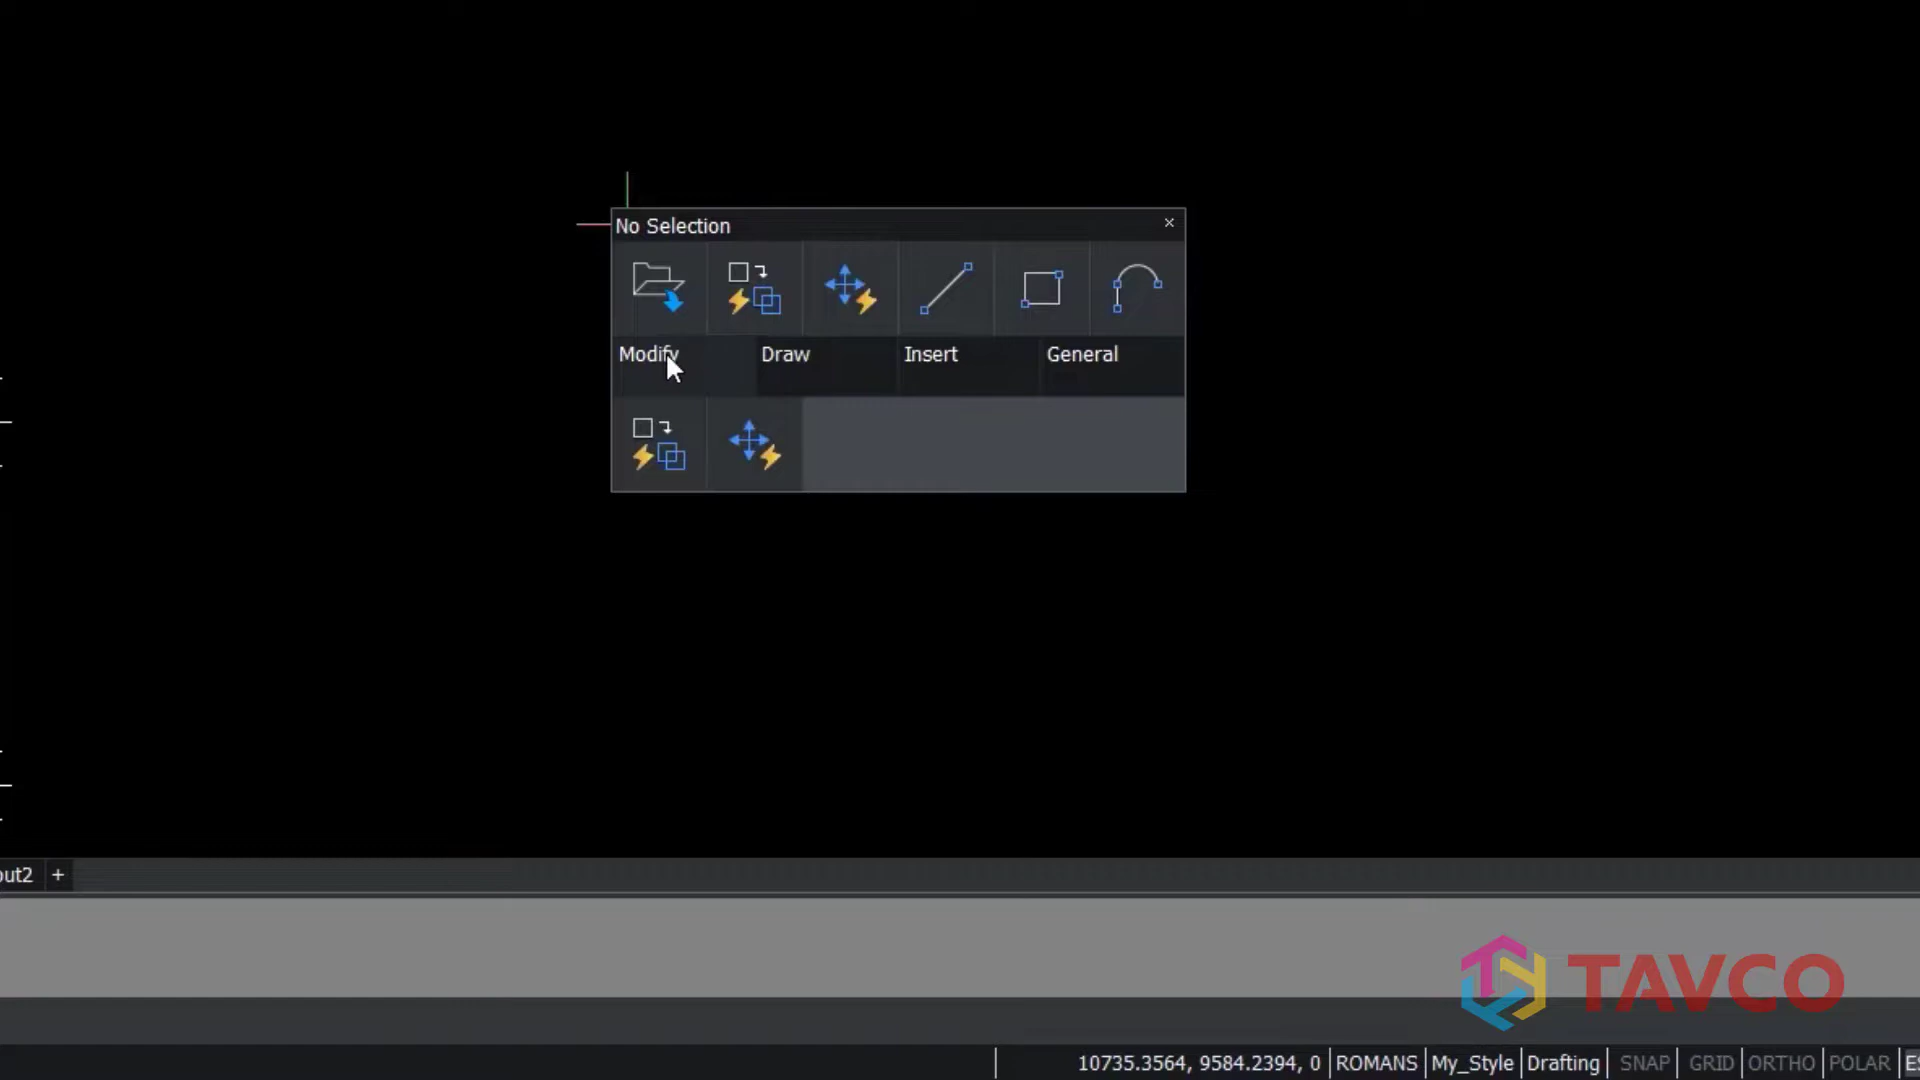 No Selection ×
Modify Draw Insert General
out2 +
TAVCO
10735.3564, 9584.2394, 0 ROMANS My_Style Drafting SNAP GRID ORTHO POLAR